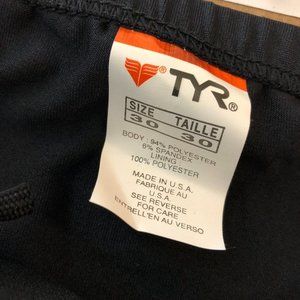 TYR®
SIZE TAILLE
30 30
BODY: 94% POLYESTER
6% SPANDEX
LINING
100% POLYESTER
MADE IN U.S.A.
FABRIQUE AU
U.S.A.
SEE REVERSE
FOR CARE
ENTRETIEN AU VERSO